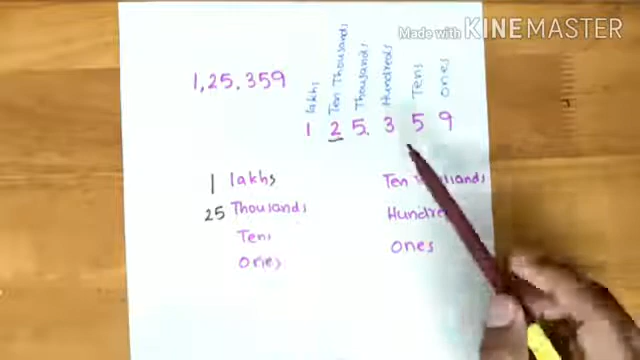 Made with KINEMASTER
1,25.359
lakhs Ten Thousands Thousands Hundreds Tens ones
1 2 5. 3 5 9
1 lakhs
25 Thousands
Tens
ones
Ten
Hundre
ones